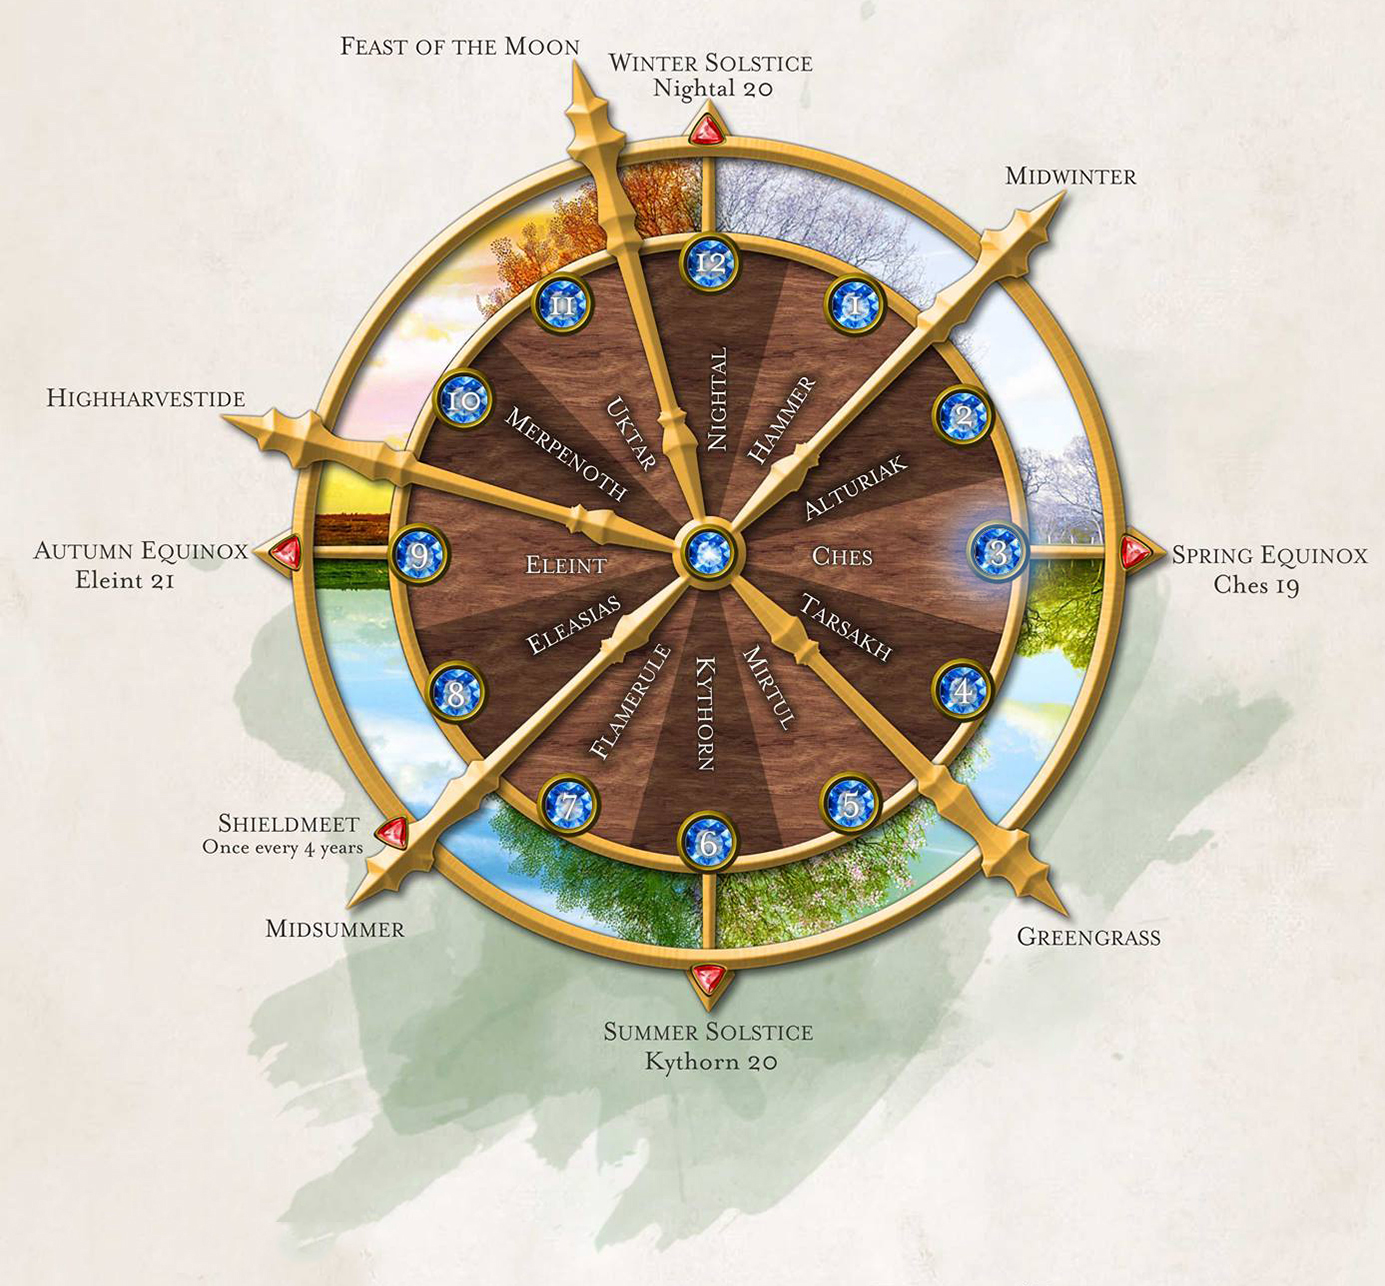 Feast of the Moon
Winter Solstice
Nightal 20
Midwinter
Highharvestide
Autumn Equinox
Eleint 21
Spring Equinox
Ches 19
Shieldmeet
Once every 4 years
Midsummer
Greengrass
Summer Solstice
Kythorn 20
12
1
2
3
4
5
6
7
8
9
10
11
Nightal
Hammer
Alturiak
Ches
Tarsakh
Mirtul
Kythorn
Flamerule
Eleasias
Eleint
Merpenoth
Uktar